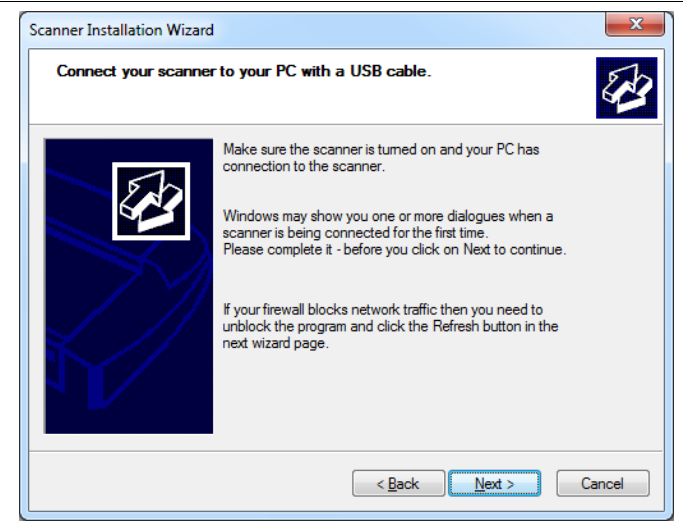 Scanner Installation Wizard
Connect your scanner to your PC with a USB cable.
Make sure the scanner is turned on and your PC has
connection to the scanner.
Windows may show you one or more dialogues when a
scanner is being connected for the first time.
Please complete it - before you click on Next to continue.
If your firewall blocks network traffic then you need to
unblock the program and click the Refresh button in the
next wizard page.
< Back Next > Cancel